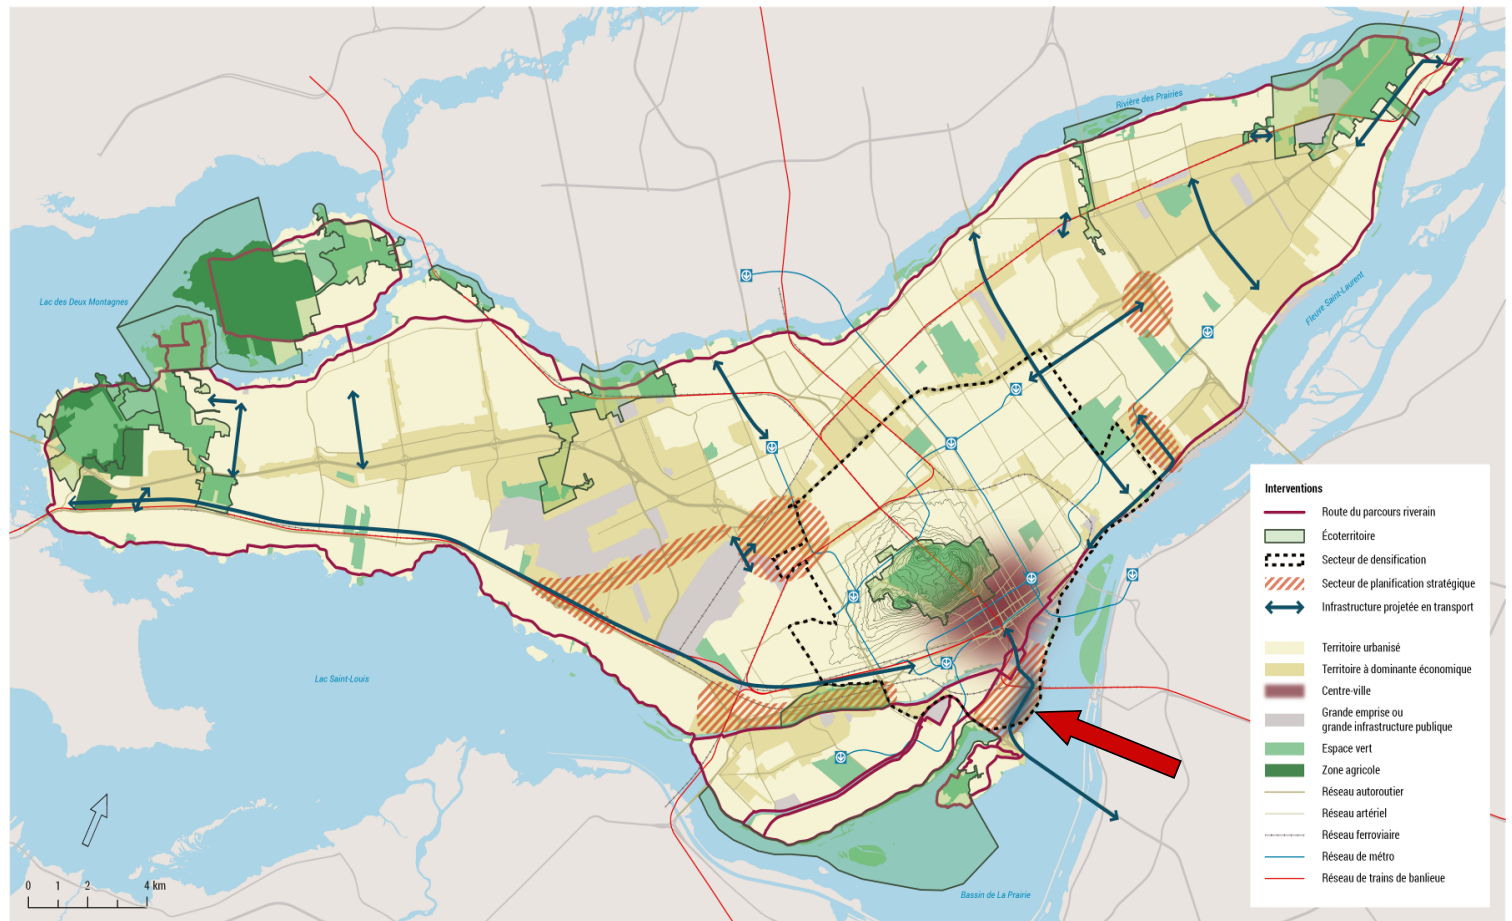 Rivière des Prairies
Lac des Deux Montagnes
Fleuve Saint-Laurent
Lac Saint-Louis
Bassin de La Prairie
0 1 2 4 km
Interventions
Route du parcours riverain
Écoterritoire
Secteur de densification
Secteur de planification stratégique
Infrastructure projetée en transport
Territoire urbanisé
Territoire à dominante économique
Centre-ville
Grande emprise ou
grande infrastructure publique
Espace vert
Zone agricole
Réseau autoroutier
Réseau artériel
Réseau ferroviaire
Réseau de métro
Réseau de trains de banlieue